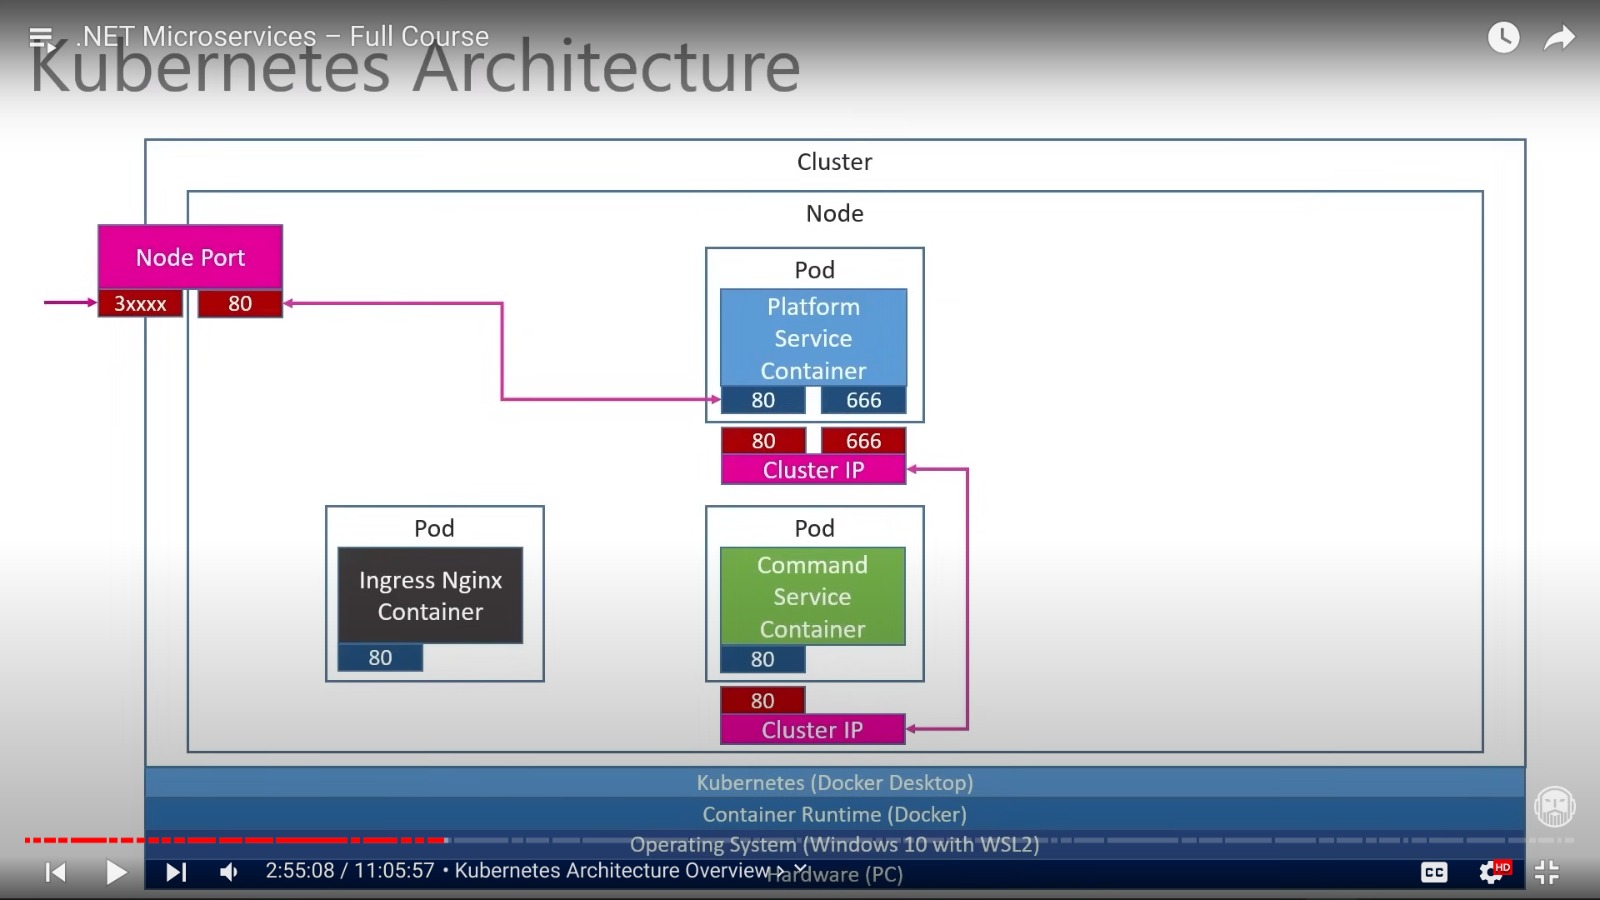 .NET Microservices – Full Course
Kubernetes Architecture
Cluster
Node
Node Port
3xxxx
80
Pod
Platform
Service
Container
80
666
80
666
Cluster IP
Pod
Ingress Nginx
Container
80
Pod
Command
Service
Container
80
80
Cluster IP
Kubernetes (Docker Desktop)
Container Runtime (Docker)
Operating System (Windows 10 with WSL2)
Hardware (PC)
2:55:08 / 11:05:57 • Kubernetes Architecture Overview
CC
HD